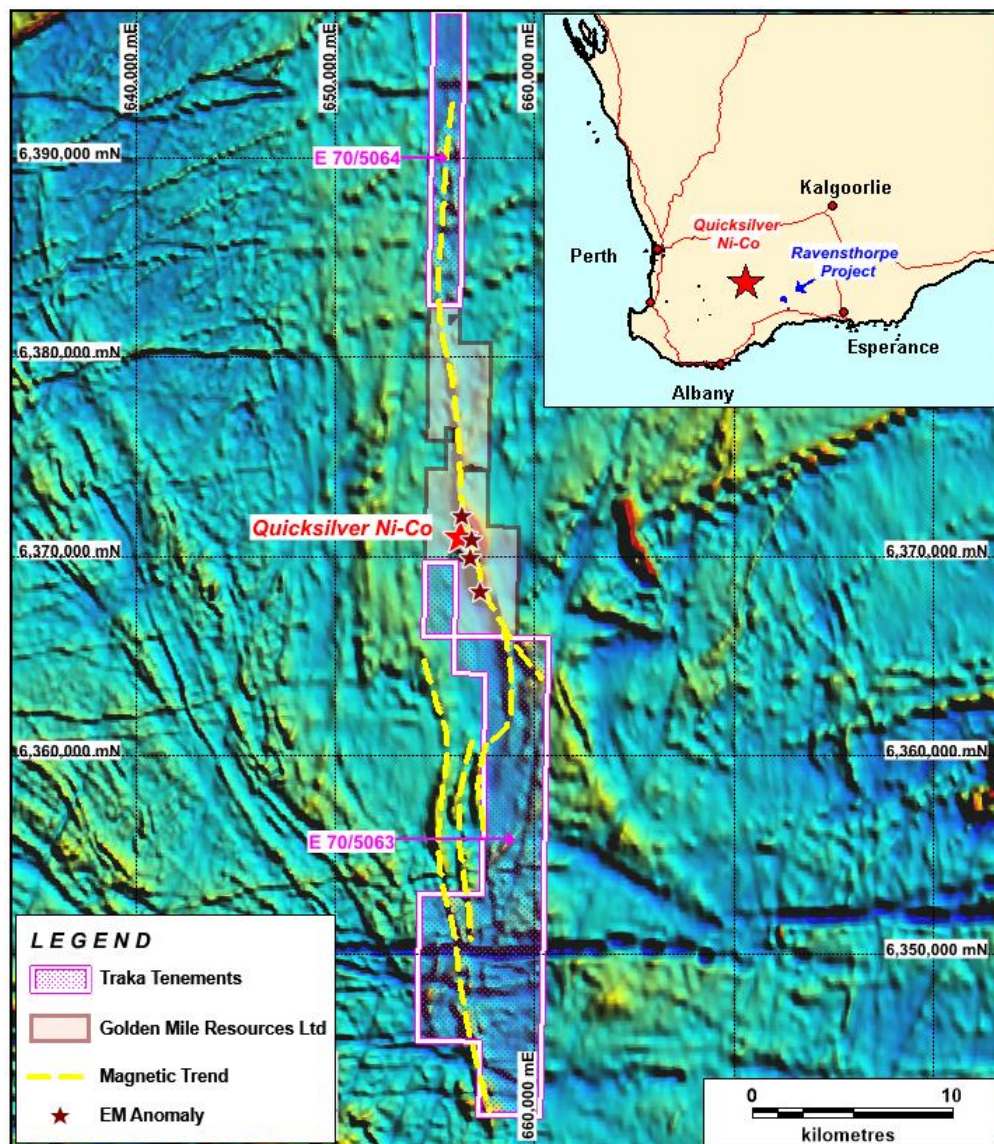 640,000 mE
650,000 mE
660,000 mE
6,390,000 mN
E 70/5064
Kalgoorlie
Quicksilver
Ni-Co
Perth
Ravensthorpe
Project
Esperance
Albany
6,380,000 mN
Quicksilver Ni-Co
6,370,000 mN
6,370,000 mN
6,360,000 mN
6,360,000 mN
E 70/5063
6,350,000 mN
LEGEND
Traka Tenements
Golden Mile Resources Ltd
Magnetic Trend
EM Anomaly
660,000 mE
0 10
kilometres